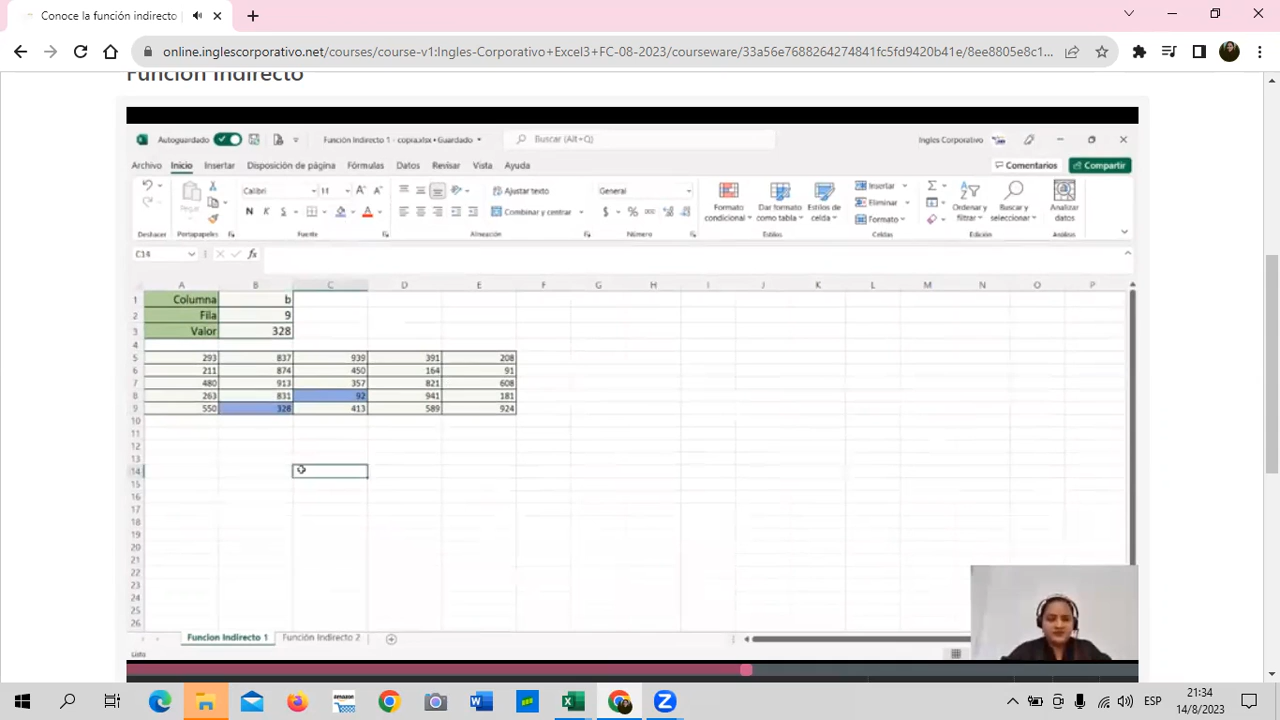 Conoce la función indirecto
online.inglescorporativo.net/courses/course-v1:Ingles-Corporativo+Excel3+FC-08-2023/courseware/33a56e7688264274841fc5fd9420b41e/8ee8805e8c1...
Función Indirecto
Autoguardado Función Indirecto 1 - copia.xlsx • Guardado Buscar (Alt+Q) Ingles Corporativo
Archivo Inicio Insertar Disposición de página Fórmulas Datos Revisar Vista Ayuda Comentarios Compartir
Pegar Calibri 11 Ajustar texto General Formato condicional Dar formato como tabla Estilos de celda Insertar Ordenar y filtrar Buscar y seleccionar Analizar datos
N K S Combinar y centrar $ % 000 Eliminar
Formato
Deshacer Portapapeles Fuente Alineación Número Estilos Celdas Edición Análisis
C14 fx
A B C D E F G H I J K L M N O P
1 Columna b
2 Fila 9
3 Valor 328
4
5 293 837 939 391 208
6 211 874 450 164 91
7 480 913 357 821 608
8 263 831 92 941 181
9 550 328 413 589 924
10
11
12
13
14
15
16
17
18
19
20
21
22
23
24
25
26
Funcion Indirecto 1 Función Indirecto 2
Listo
amazon
W X
ESP 21:34
14/8/2023